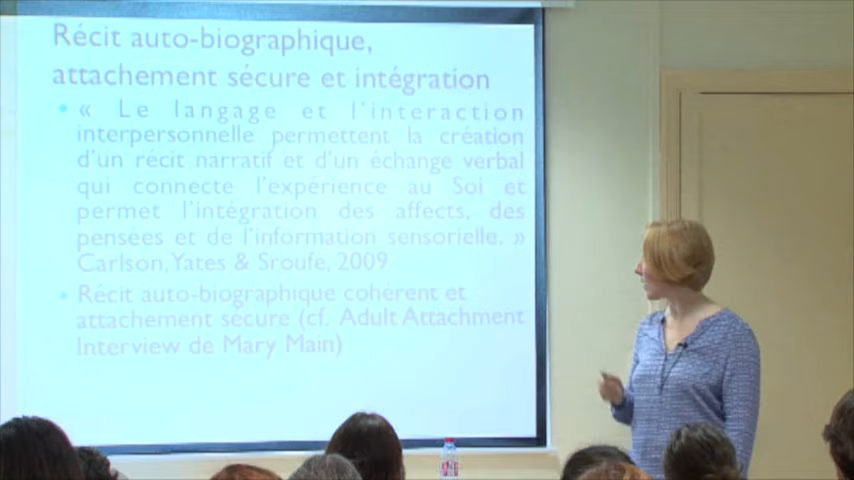 Récit auto-biographique,
attachement sécure et intégration
« Le langage et l'interaction
interpersonnelle permettent la création
d'un récit narratif et d'un échange verbal
qui connecte l'expérience au Soi et
permet l'intégration des affects, des
pensées et de l'information sensorielle. »
Carlson, Yates & Sroufe, 2009
Récit auto-biographique cohérent et
attachement sécure (cf. Adult Attachment
Interview de Mary Main)